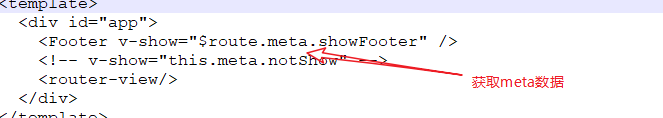 <template>
<div id="app">
<Footer v-show="$route.meta.showFooter" />
<!-- v-show="this.meta.notShow" -->
<router-view/>
获取meta数据
</div>
</template>